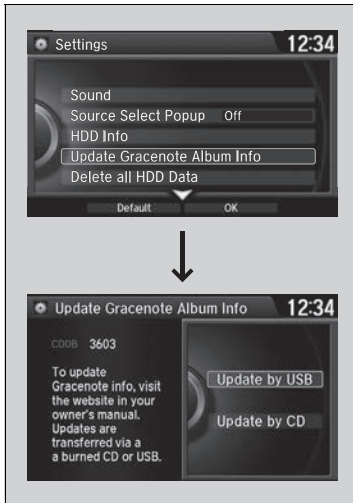 Settings 12:34
Sound
Source Select Popup Off
HDD Info
Update Gracenote Album Info
Delete all HDD Data
Default OK
Update Gracenote Album Info 12:34
CDDB 3603
To update
Gracenote info, visit
the website in your
owner's manual.
Updates are
transferred via a
a burned CD or USB.
Update by USB
Update by CD